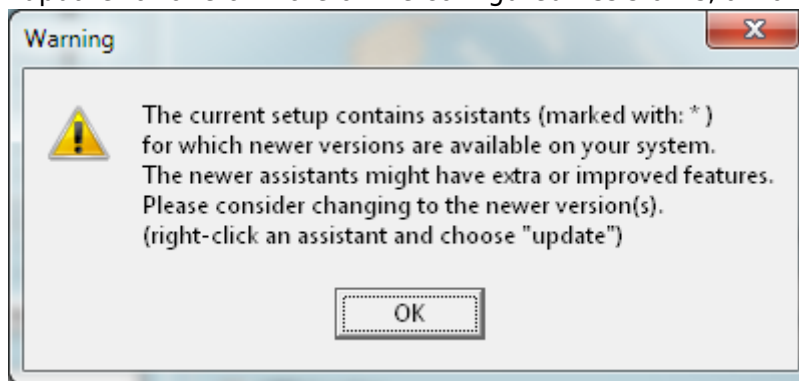 Warning
The current setup contains assistants (marked with: * )
for which newer versions are available on your system.
The newer assistants might have extra or improved features.
Please consider changing to the newer version(s).
(right-click an assistant and choose "update")
OK